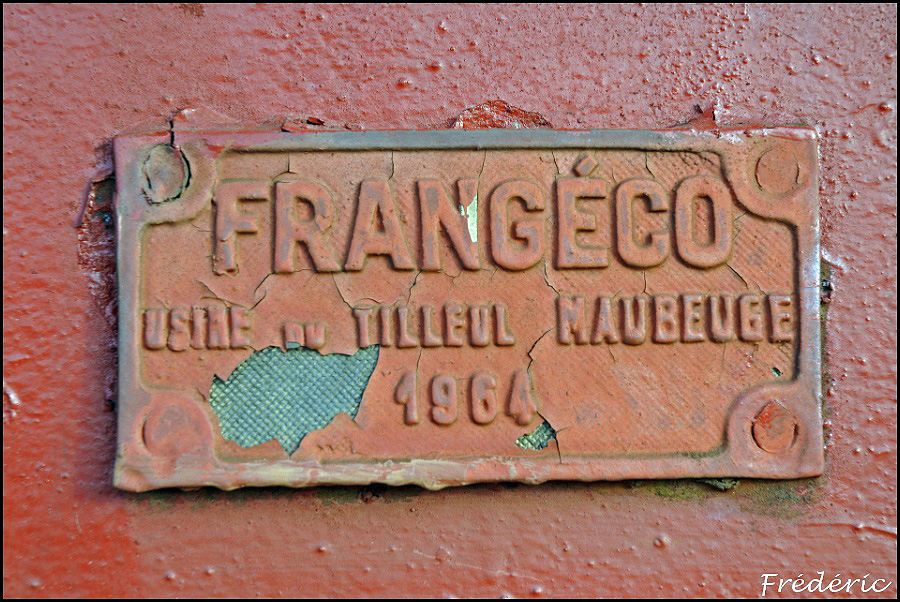 FRANGÉCO
USINE DU TILLEUL MAUBEUGE
1964
Frédéric